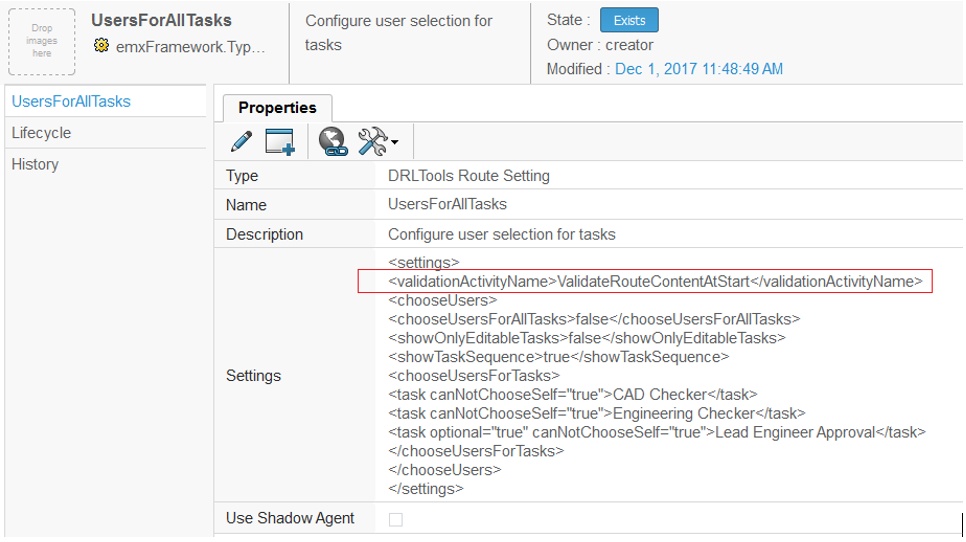 Drop
images
here
UsersForAllTasks
emxFramework.Typ...
Configure user selection for
tasks
State : Exists
Owner : creator
Modified : Dec 1, 2017 11:48:49 AM
UsersForAllTasks
Lifecycle
History
Properties
Type DRLTools Route Setting
Name UsersForAllTasks
Description Configure user selection for tasks
Settings
<settings>
<validationActivityName>ValidateRouteContentAtStart</validationActivityName>
<chooseUsers>
<chooseUsersForAllTasks>false</chooseUsersForAllTasks>
<showOnlyEditableTasks>false</showOnlyEditableTasks>
<showTaskSequence>true</showTaskSequence>
<chooseUsersForTasks>
<task canNotChooseSelf="true">CAD Checker</task>
<task canNotChooseSelf="true">Engineering Checker</task>
<task optional="true" canNotChooseSelf="true">Lead Engineer Approval</task>
</chooseUsersForTasks>
</chooseUsers>
</settings>
Use Shadow Agent